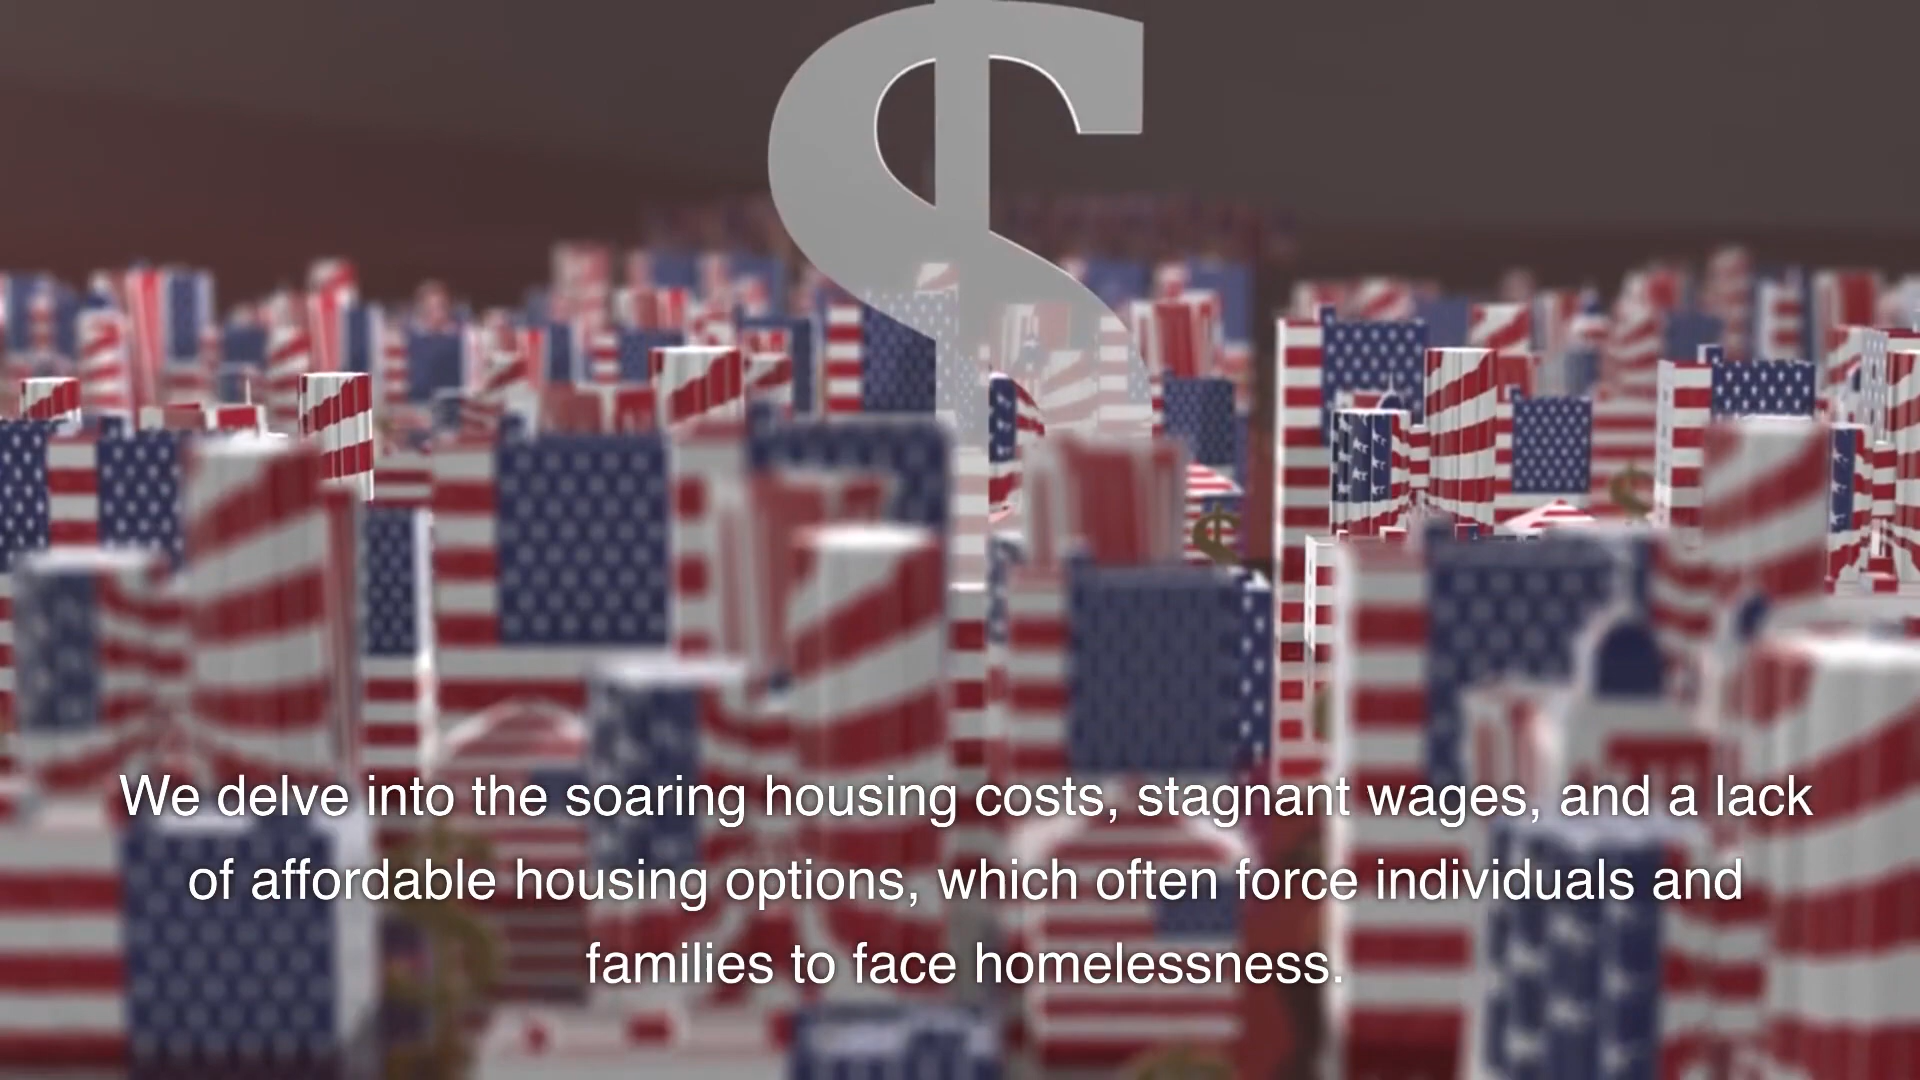 $
We delve into the soaring housing costs, stagnant wages, and a lack
of affordable housing options, which often force individuals and
families to face homelessness.